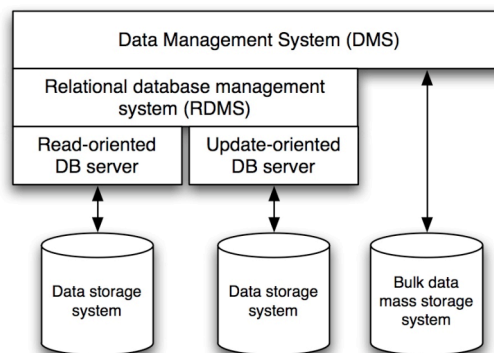 Data Management System (DMS)
Relational database management
system (RDMS)
Read-oriented
DB server
Update-oriented
DB server
Data storage
system
Data storage
system
Bulk data
mass storage
system